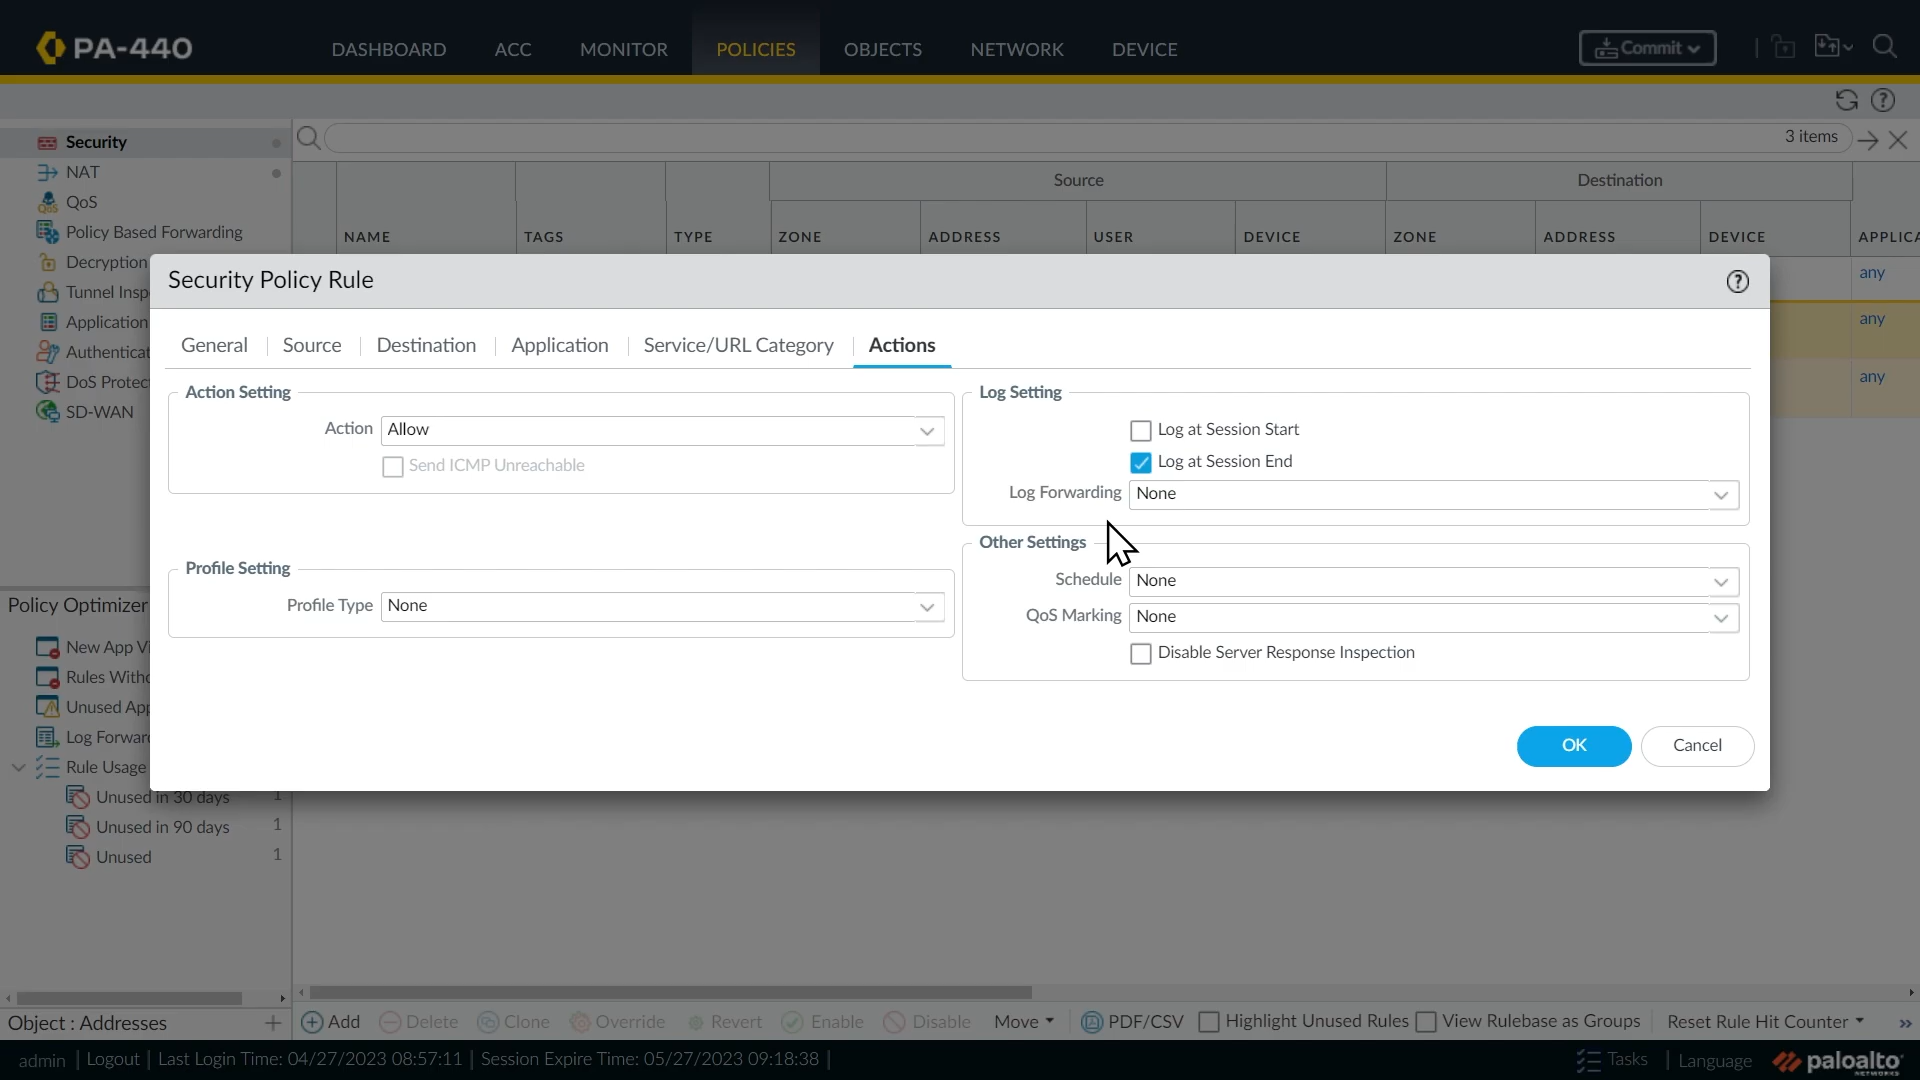 PA-440
DASHBOARD ACC MONITOR POLICIES OBJECTS NETWORK DEVICE Commit
Security
NAT
QoS
Policy Based Forwarding
Decryption
Tunnel Insp
Application
Authenticat
DoS Protec
SD-WAN
3 items
Source Destination
NAME TAGS TYPE ZONE ADDRESS USER DEVICE ZONE ADDRESS DEVICE APPLICA
any
any
any
Security Policy Rule
General Source Destination Application Service/URL Category Actions
Action Setting
Action Allow
Send ICMP Unreachable
Profile Setting
Profile Type None
Log Setting
Log at Session Start
Log at Session End
Log Forwarding None
Other Settings
Schedule None
QoS Marking None
Disable Server Response Inspection
OK Cancel
Policy Optimizer
New App Vi
Rules Witho
Unused App
Log Forward
Rule Usage
Unused in 30 days 1
Unused in 90 days 1
Unused 1
Object : Addresses
Add Delete Clone Override Revert Enable Disable Move PDF/CSV Highlight Unused Rules View Rulebase as Groups Reset Rule Hit Counter
admin | Logout | Last Login Time: 04/27/2023 08:57:11 | Session Expire Time: 05/27/2023 09:18:38 |
Tasks | Language paloalto NETWORKS